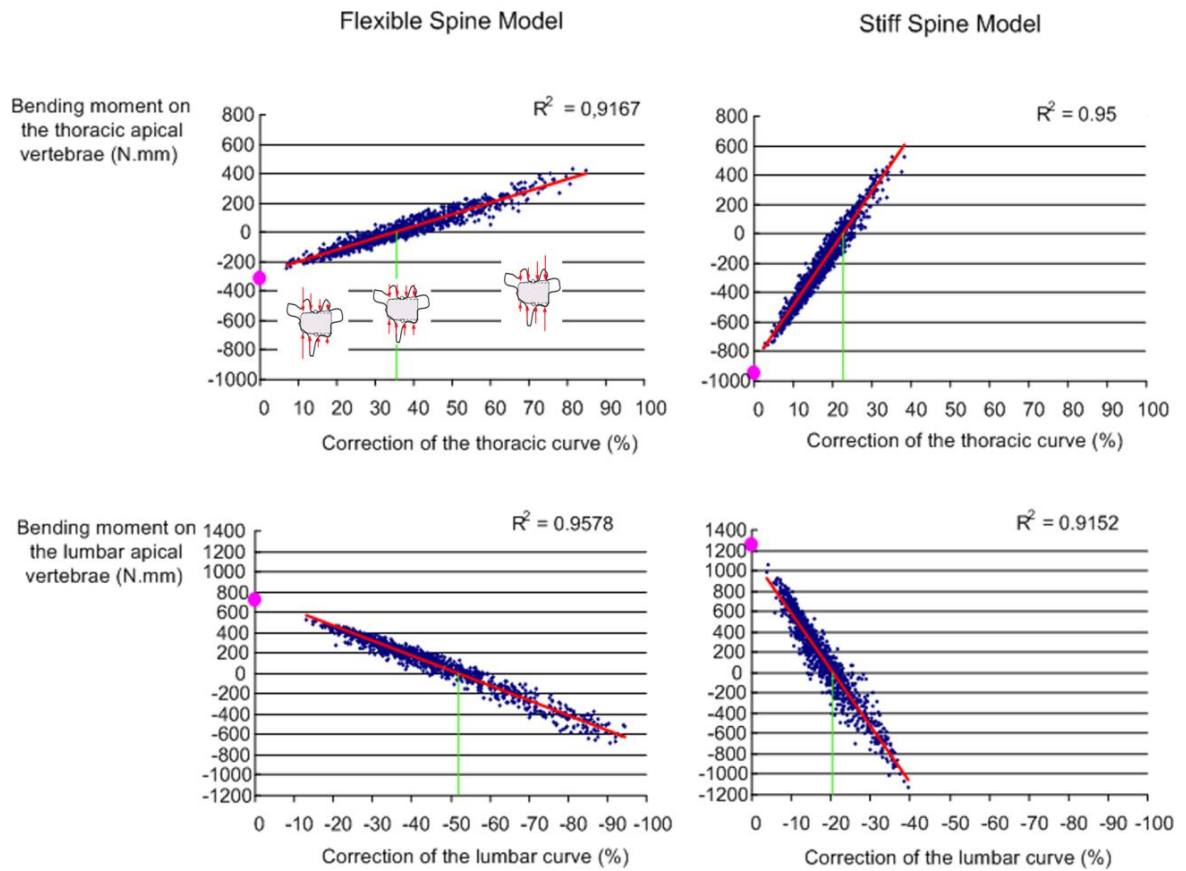 Flexible Spine Model
Stiff Spine Model
Bending moment on
the thoracic apical
vertebrae (N.mm)
R² = 0,9167
800
600
400
200
0
-200
-400
-600
-800
-1000
0 10 20 30 40 50 60 70 80 90 100
Correction of the thoracic curve (%)
R² = 0.95
800
600
400
200
0
-200
-400
-600
-800
-1000
0 10 20 30 40 -50 -60 -70 -80 -90 -100
Correction of the thoracic curve (%)
Bending moment on
the lumbar apical
vertebrae (N.mm)
R² = 0.9578
1400
1200
1000
800
600
400
200
0
-200
-400
-600
-800
-1000
-1200
0 -10 -20 -30 -40 -50 -60 -70 -80 -90 -100
Correction of the lumbar curve (%)
R² = 0.9152
1400
1200
1000
800
600
400
200
0
-200
-400
-600
-800
-1000
-1200
0 -10 -20 -30 -40 -50 -60 -70 -80 -90 -100
Correction of the lumbar curve (%)